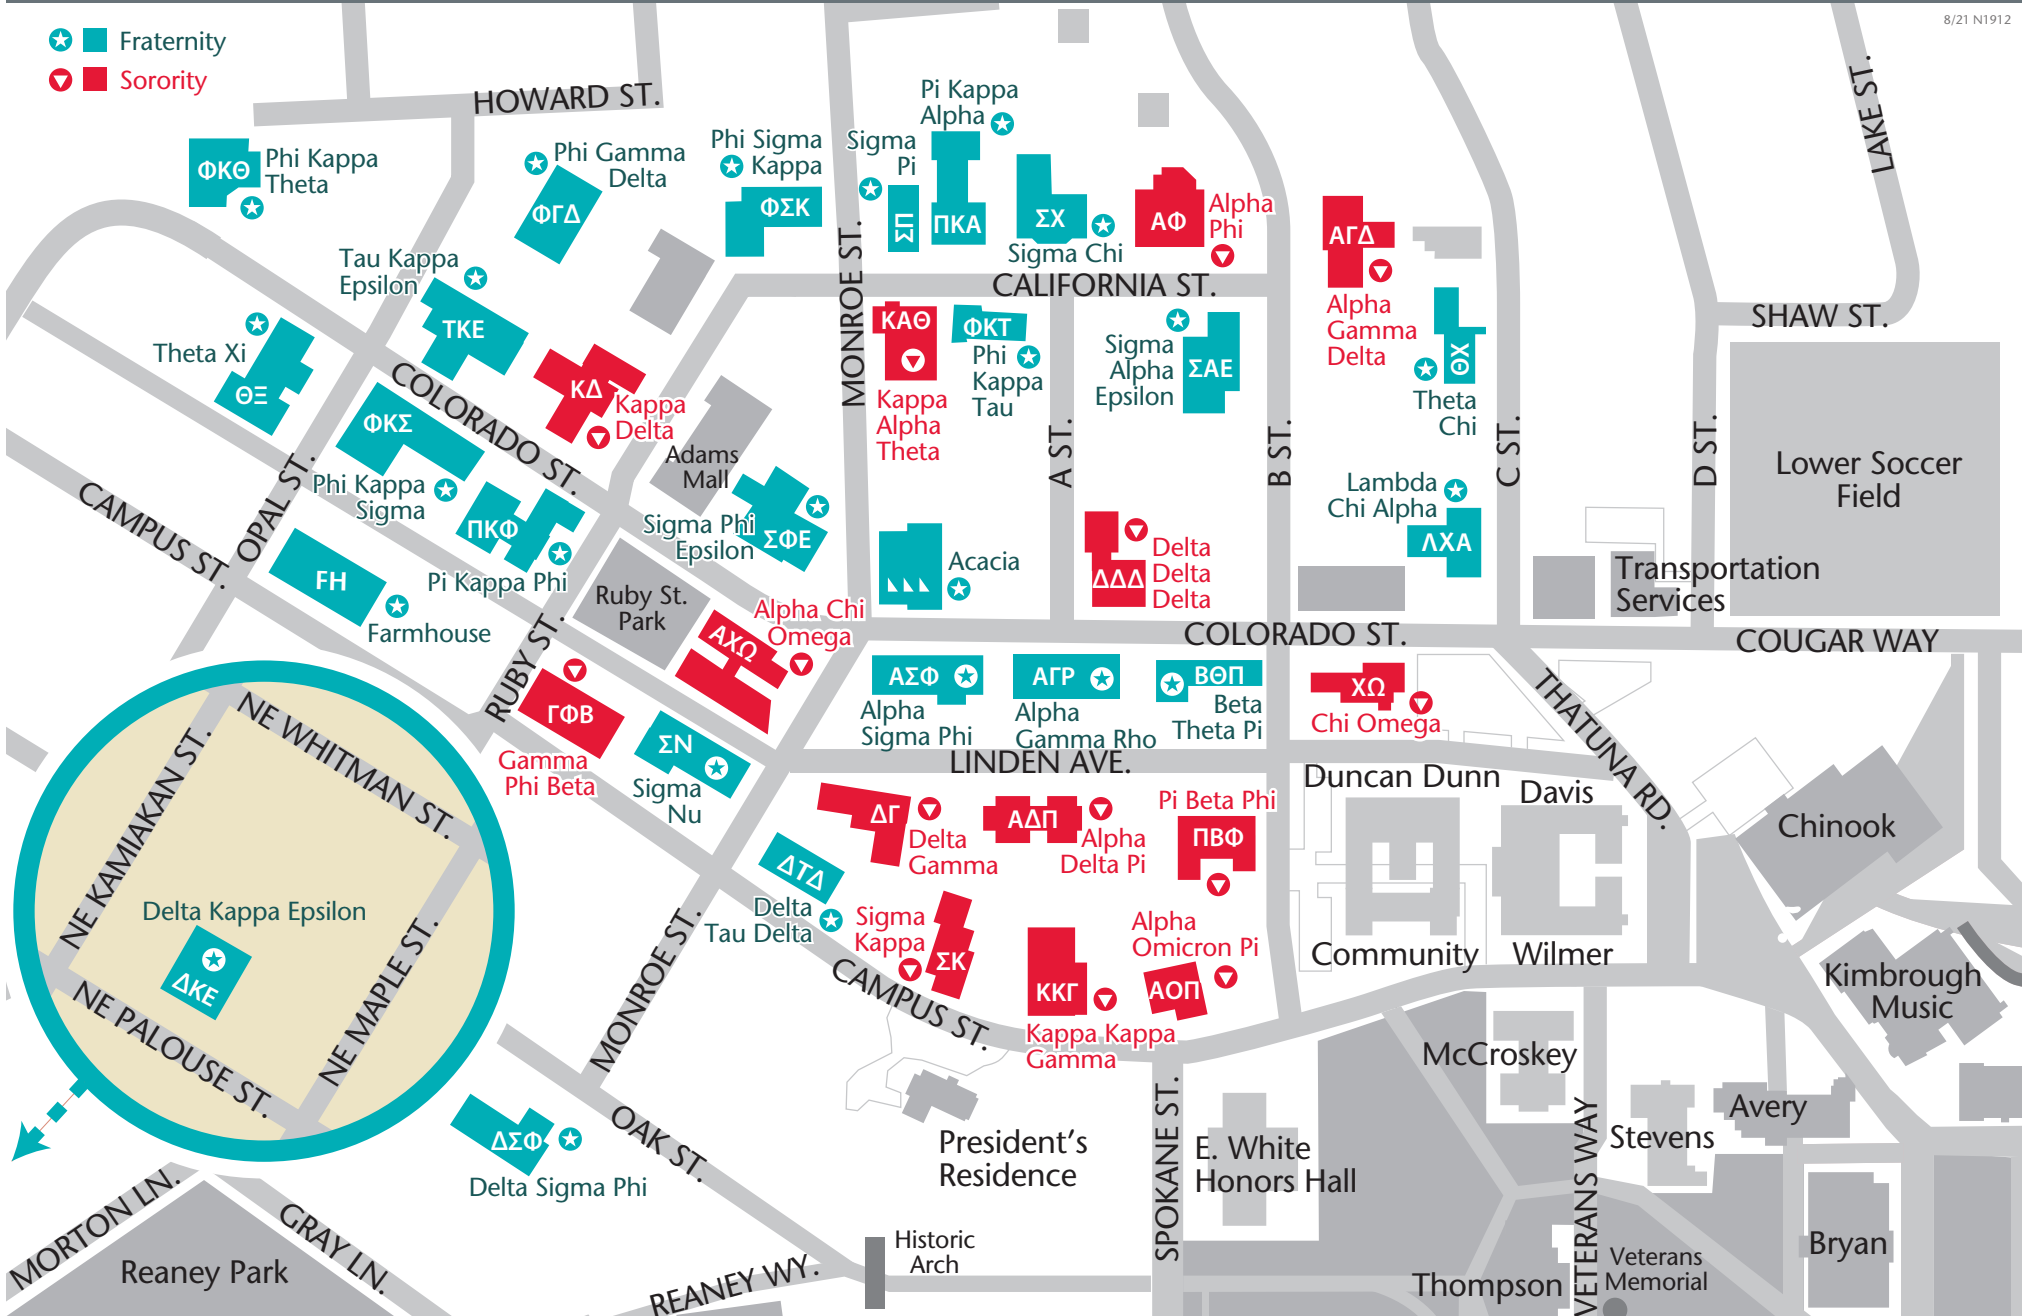 8/21 N1912
Fraternity
Sorority
HOWARD ST.
LAKE ST.
ΦΚΘ
Phi Kappa
Theta
Phi Gamma
Delta
ΦΓΔ
Phi Sigma
Kappa
ΦΣΚ
Sigma
Pi
ΣΠ
Pi Kappa
Alpha
ΠΚΑ
ΣΧ
Sigma Chi
ΑΦ
Alpha
Phi
ΑΓΔ
Alpha
Gamma
Delta
CALIFORNIA ST.
MONROE ST.
SHAW ST.
Tau Kappa
Epsilon
ΤΚΕ
Theta Xi
ΘΞ
ΚΔ
Kappa
Delta
COLORADO ST.
ΚΑΘ
Kappa
Alpha
Theta
ΦΚΤ
Phi
Kappa
Tau
Sigma
Alpha
Epsilon
ΣΑΕ
ΘΧ
Theta
Chi
A ST.
B ST.
C ST.
D ST.
Lower Soccer
Field
ΦΚΣ
Phi Kappa
Sigma
Adams
Mall
OPAL ST.
CAMPUS ST.
ΠΚΦ
Pi Kappa Phi
Sigma Phi
Epsilon
ΣΦΕ
Lambda
Chi Alpha
ΛΧΑ
Acacia
Delta
Delta
Delta
ΔΔΔ
Transportation
Services
FH
Farmhouse
Ruby St.
Park
RUBY ST.
Alpha Chi
Omega
ΑΧΩ
COLORADO ST.
COUGAR WAY
ΑΣΦ
Alpha
Sigma Phi
ΑΓΡ
Alpha
Gamma Rho
ΒΘΠ
Beta
Theta Pi
ΧΩ
Chi Omega
THATUNA RD.
LINDEN AVE.
ΓΦΒ
Gamma
Phi Beta
ΣΝ
Sigma
Nu
NE WHITMAN ST.
NE KAMIAKAN ST.
Delta Kappa Epsilon
ΔΚΕ
NE MAPLE ST.
NE PALOUSE ST.
ΔΓ
Delta
Gamma
ΑΔΠ
Alpha
Delta Pi
Pi Beta Phi
ΠΒΦ
Duncan Dunn
Davis
Chinook
ΔΤΔ
Delta
Tau Delta
Sigma
Kappa
ΣΚ
ΚΚΓ
Kappa Kappa
Gamma
Alpha
Omicron Pi
ΑΟΠ
Community
Wilmer
Kimbrough
Music
MONROE ST.
CAMPUS ST.
McCroskey
Avery
Stevens
ΔΣΦ
Delta Sigma Phi
OAK ST.
President's
Residence
SPOKANE ST.
E. White
Honors Hall
VETERANS WAY
MORTON LN.
GRAY LN.
Reaney Park
REANEY WY.
Historic
Arch
Thompson
Veterans
Memorial
Bryan